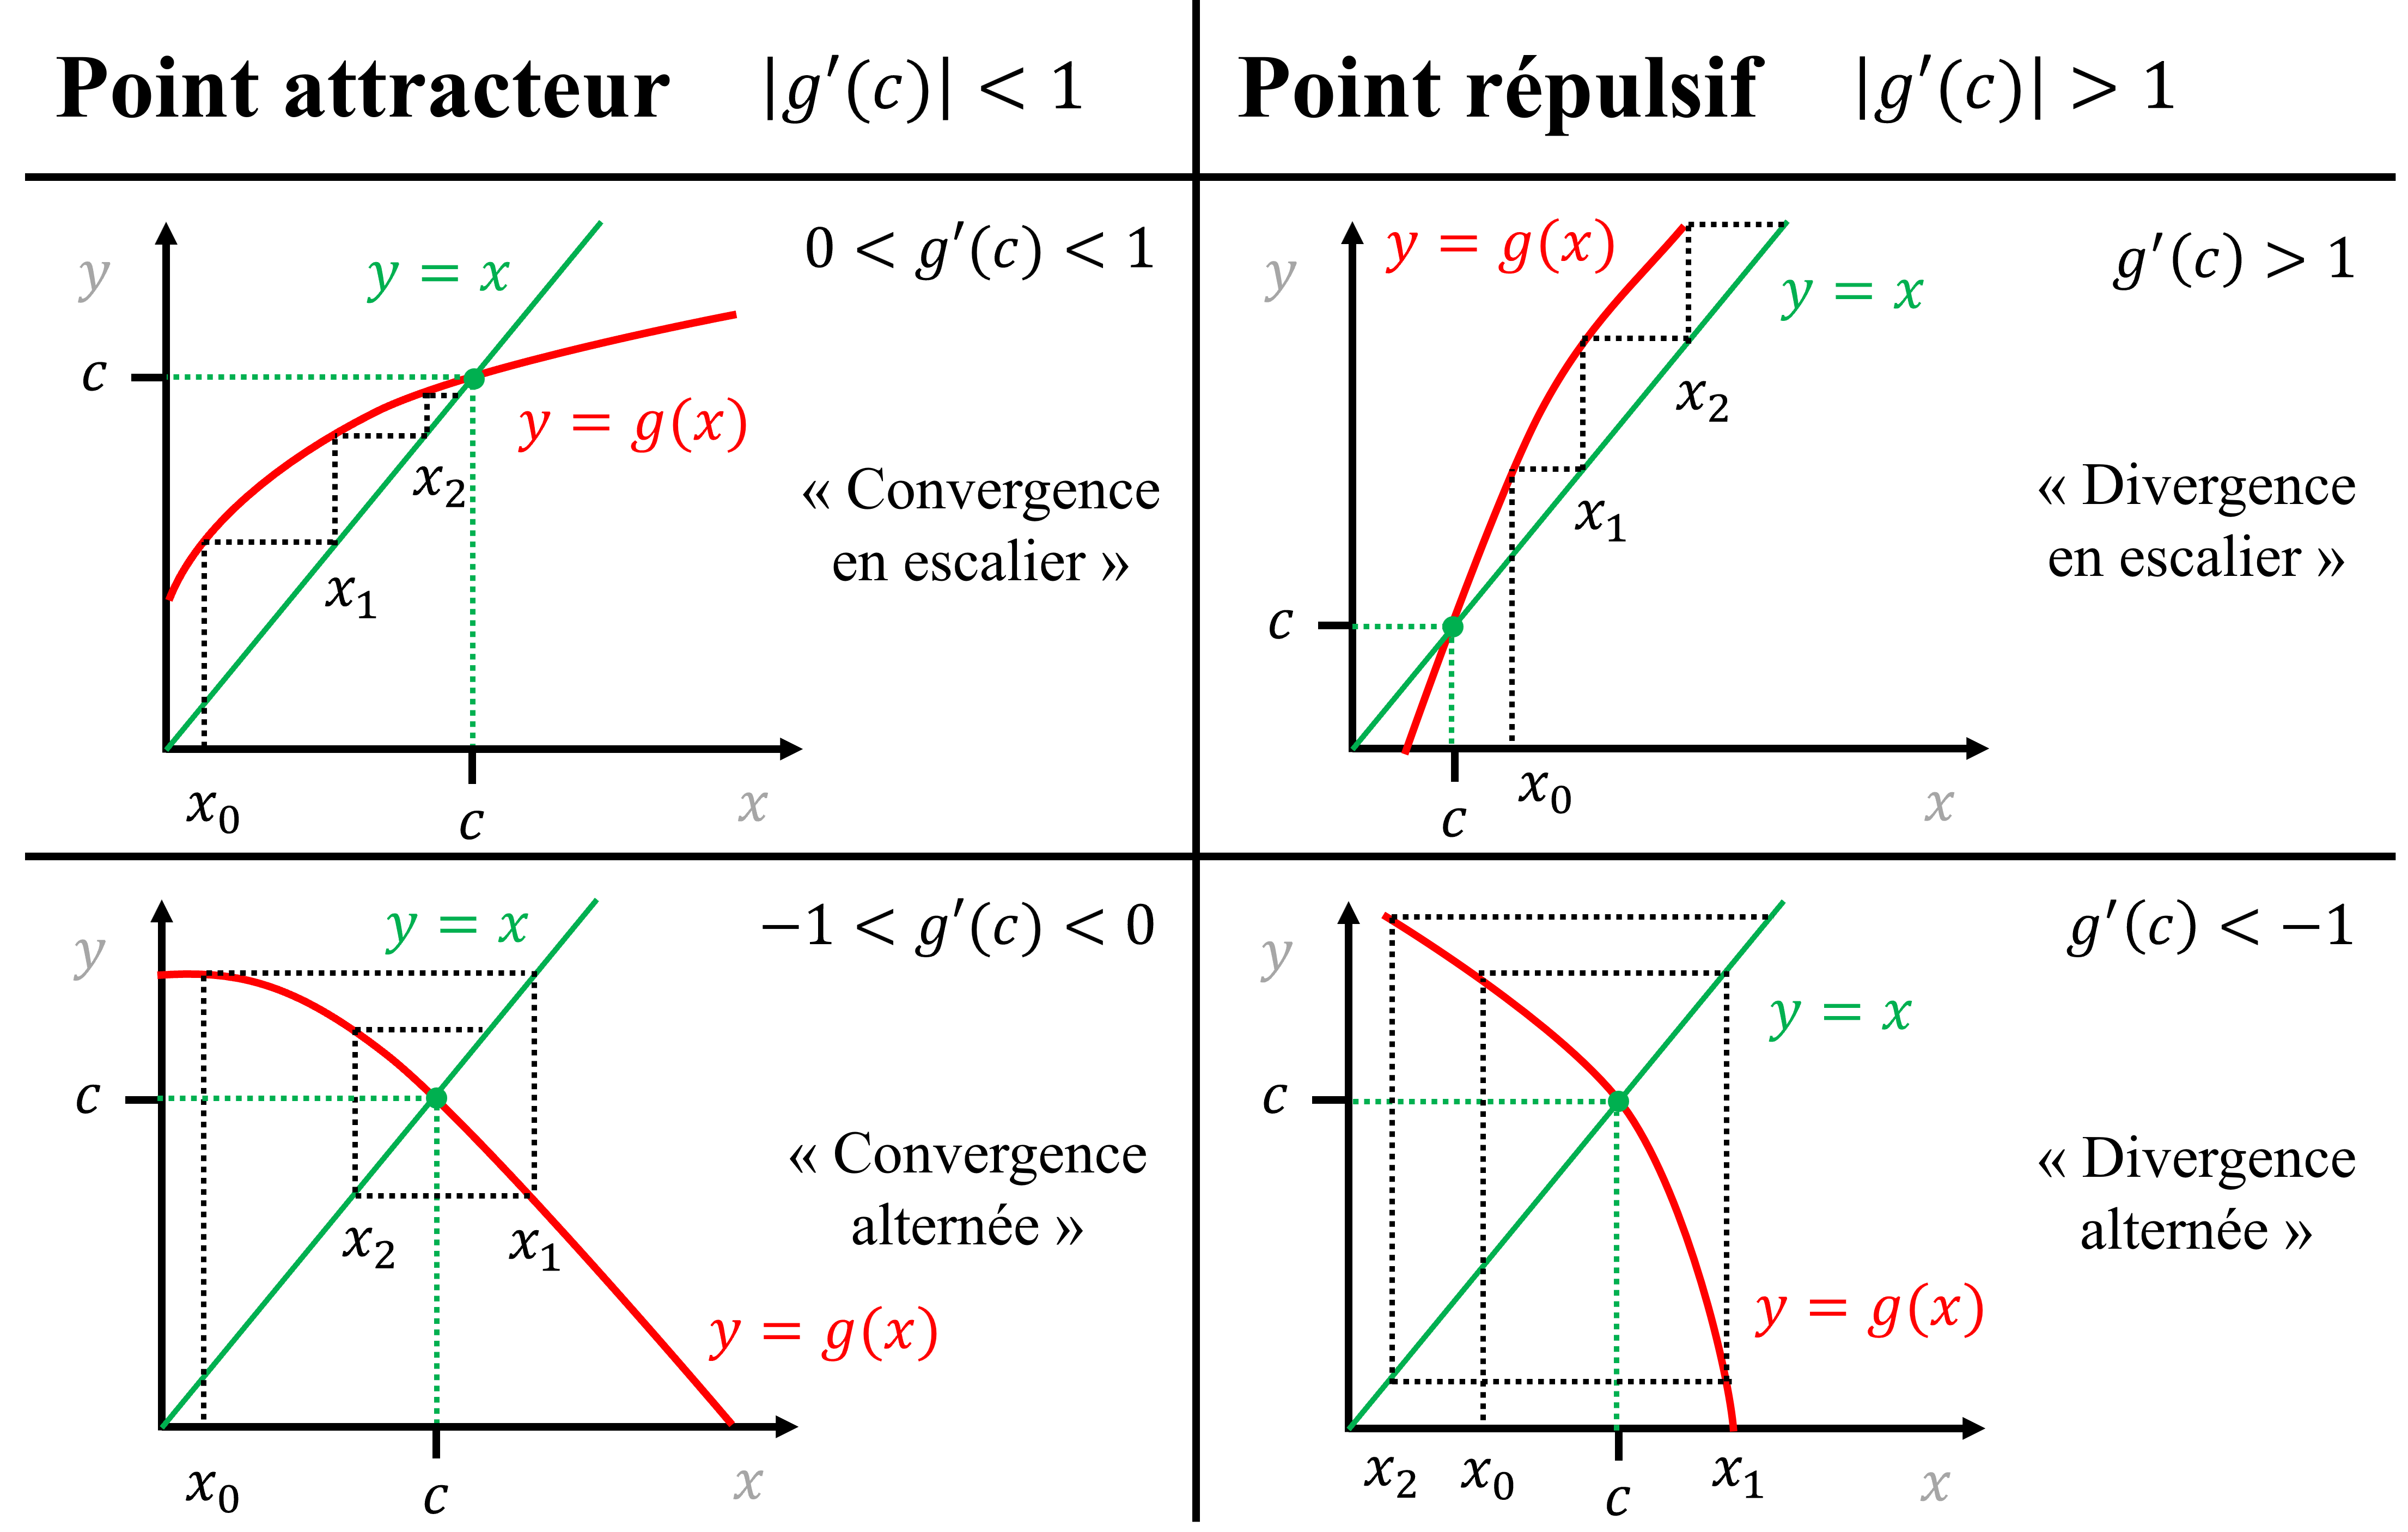 Point attracteur |g′(c)| < 1
Point répulsif |g′(c)| > 1
0 < g′(c) < 1
y
y = x
c
y = g(x)
x₂
« Convergence
en escalier »
x₁
x₀
c
x
y = g(x)
g′(c) > 1
y
y = x
x₂
« Divergence
x₁
en escalier »
c
x₀
c
x
y = x
−1 < g′(c) < 0
y
c
« Convergence
alternée »
x₂
x₁
y = g(x)
x₀
c
x
g′(c) < −1
y
y = x
c
« Divergence
alternée »
y = g(x)
x₂
x₀
c
x₁
x